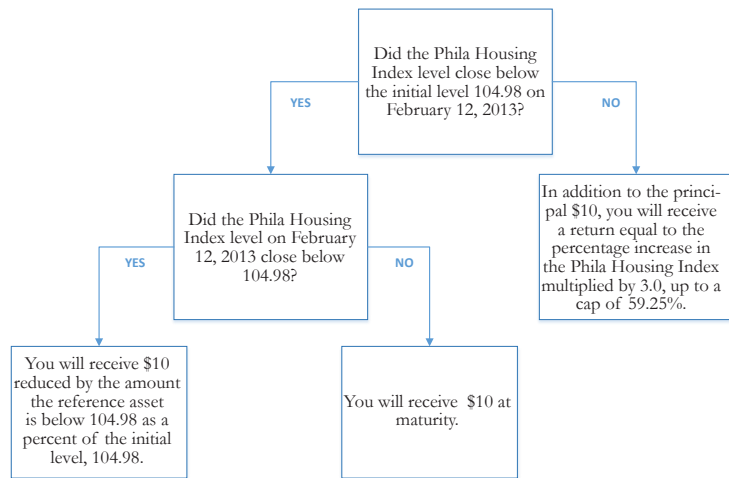 Did the Phila Housing
Index level close below
the initial level 104.98 on
February 12, 2013?
YES
NO
Did the Phila Housing
Index level on February
12, 2013 close below
104.98?
In addition to the princi-
pal $10, you will receive
a return equal to the
percentage increase in
the Phila Housing Index
multiplied by 3.0, up to a
cap of 59.25%.
YES
NO
You will receive $10
reduced by the amount
the reference asset
is below 104.98 as a
percent of the initial
level, 104.98.
You will receive $10 at
maturity.